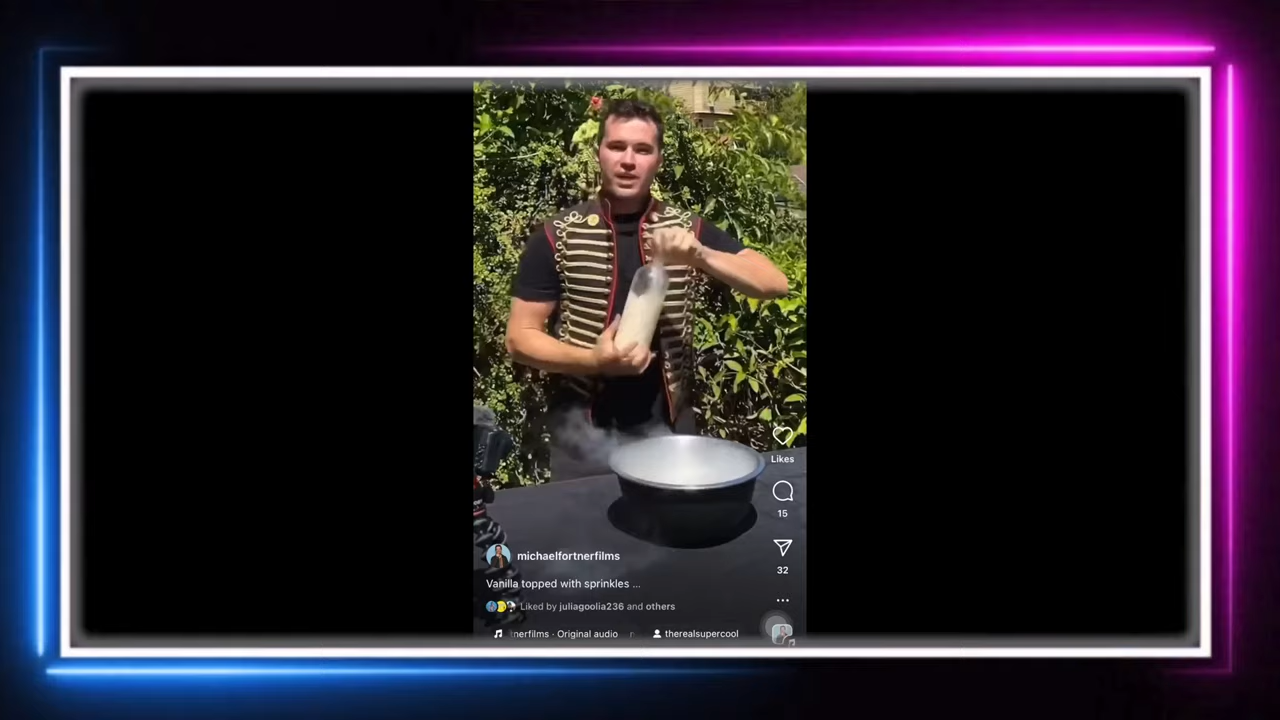 Likes
15
michaelfortnerfilms
32
Vanilla topped with sprinkles ...
Liked by juliagoolia236 and others
nerfilms · Original audio
therealsupercool